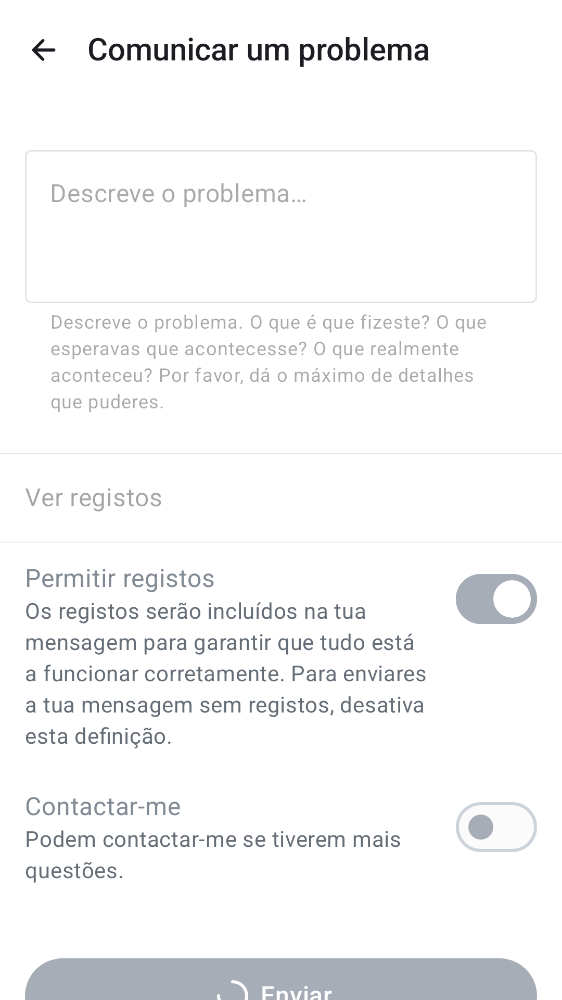 Comunicar um problema
Descreve o problema…
Descreve o problema. O que é que fizeste? O que
esperavas que acontecesse? O que realmente
aconteceu? Por favor, dá o máximo de detalhes
que puderes.
Ver registos
Permitir registos
Os registos serão incluídos na tua
mensagem para garantir que tudo está
a funcionar corretamente. Para enviares
a tua mensagem sem registos, desativa
esta definição.
Contactar-me
Podem contactar-me se tiverem mais
questões.
Enviar